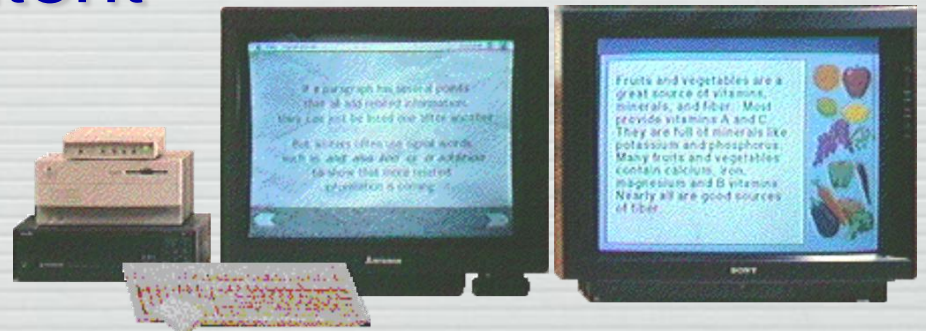 If a paragraph has several points
that all add related information,
they can just be listed one after another.
But writers often use signal words
such as and, also, too, or in addition
to show that more related
information is coming.
Fruits and vegetables are a
great source of vitamins,
minerals, and fiber. Most
provide vitamins A and C.
They are full of minerals like
potassium and phosphorus.
Many fruits and vegetables
contain calcium, iron,
magnesium and B vitamins.
Nearly all are good sources
of fiber.
SONY